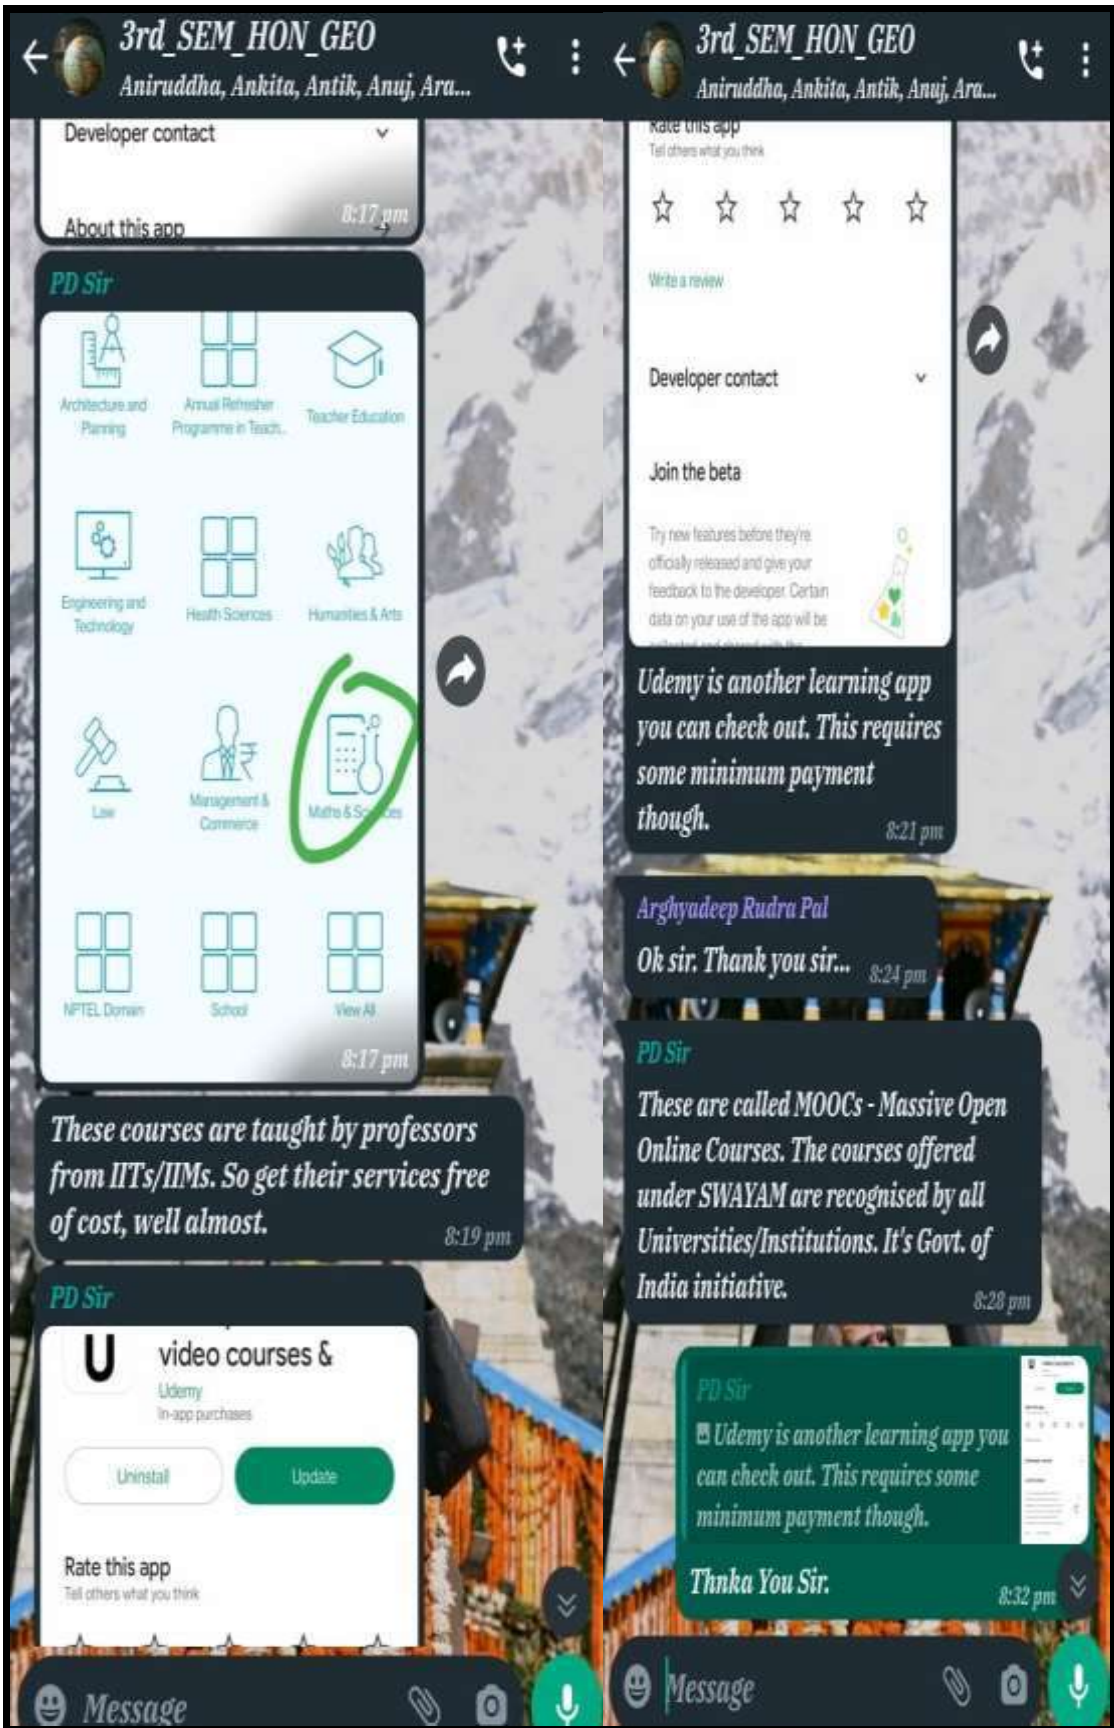 3rd_SEM_HON_GEO
Aniruddha, Ankita, Antik, Anuj, Ara...
Developer contact
8:17 pm
About this app
PD Sir
Architecture and
Planning
Annual Refresher
Programme in Teach..
Teacher Education
Engineering and
Technology
Health Sciences
Humanities & Arts
Law
Management &
Commerce
Maths & Sciences
NPTEL Domain
School
View All
8:17 pm
These courses are taught by professors
from IITs/IIMs. So get their services free
of cost, well almost.
8:19 pm
PD Sir
U
video courses &
Udemy
In-app purchases
Uninstall
Update
Rate this app
Tell others what you think
Message
3rd_SEM_HON_GEO
Aniruddha, Ankita, Antik, Anuj, Ara...
Rate this app
Tell others what you think
Write a review
Developer contact
Join the beta
Try new features before they're
officially released and give your
feedback to the developer. Certain
data on your use of the app will be
collected and shared with the
Udemy is another learning app
you can check out. This requires
some minimum payment
though.
8:21 pm
Arghyadeep Rudra Pal
Ok sir. Thank you sir...
8:24 pm
PD Sir
These are called MOOCs - Massive Open
Online Courses. The courses offered
under SWAYAM are recognised by all
Universities/Institutions. It's Govt. of
India initiative.
8:28 pm
PD Sir
Udemy is another learning app you
can check out. This requires some
minimum payment though.
Thnka You Sir.
8:32 pm
Message